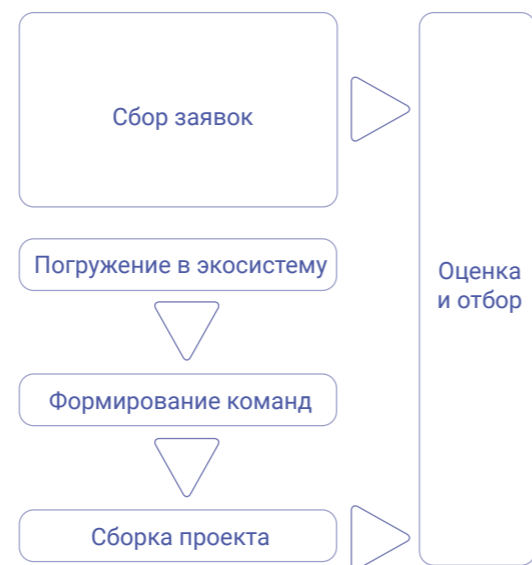 Сбор заявок
Погружение в экосистему
Формирование команд
Сборка проекта
Оценка
и отбор